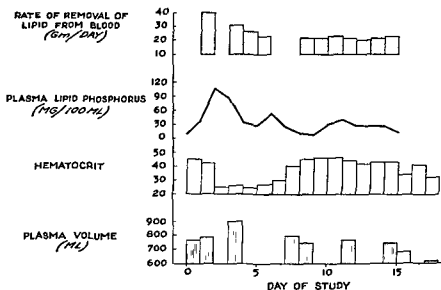 RATE OF REMOVAL OF
LIPID FROM BLOOD
(Gm/DAY)
40
30
20
10
PLASMA LIPID PHOSPHORUS
(MG/100ML)
120
90
60
30
0
HEMATOCRIT
50
40
30
20
PLASMA VOLUME
(ML)
900
800
700
600
0
5
10
15
DAY OF STUDY